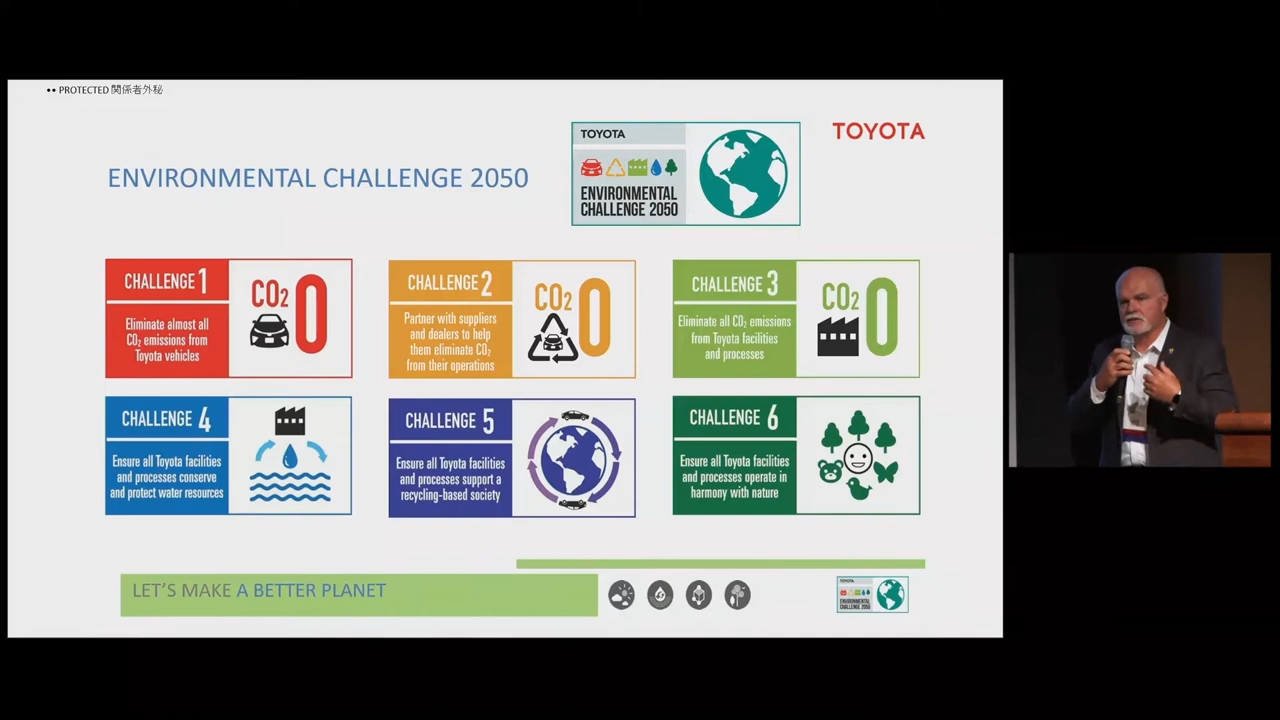 •• PROTECTED 関係者外秘
TOYOTA
TOYOTA
ENVIRONMENTAL
CHALLENGE 2050
ENVIRONMENTAL CHALLENGE 2050
CHALLENGE 1
Eliminate almost all
CO₂ emissions from
Toyota vehicles
CO₂ 0
CHALLENGE 2
Partner with suppliers
and dealers to help
them eliminate CO₂
from their operations
CO₂ 0
CHALLENGE 3
Eliminate all CO₂ emissions
from Toyota facilities
and processes
CO₂ 0
CHALLENGE 4
Ensure all Toyota facilities
and processes conserve
and protect water resources
CHALLENGE 5
Ensure all Toyota facilities
and processes support a
recycling-based society
CHALLENGE 6
Ensure all Toyota facilities
and processes operate in
harmony with nature
LET'S MAKE A BETTER PLANET
TOYOTA
ENVIRONMENTAL
CHALLENGE 2050